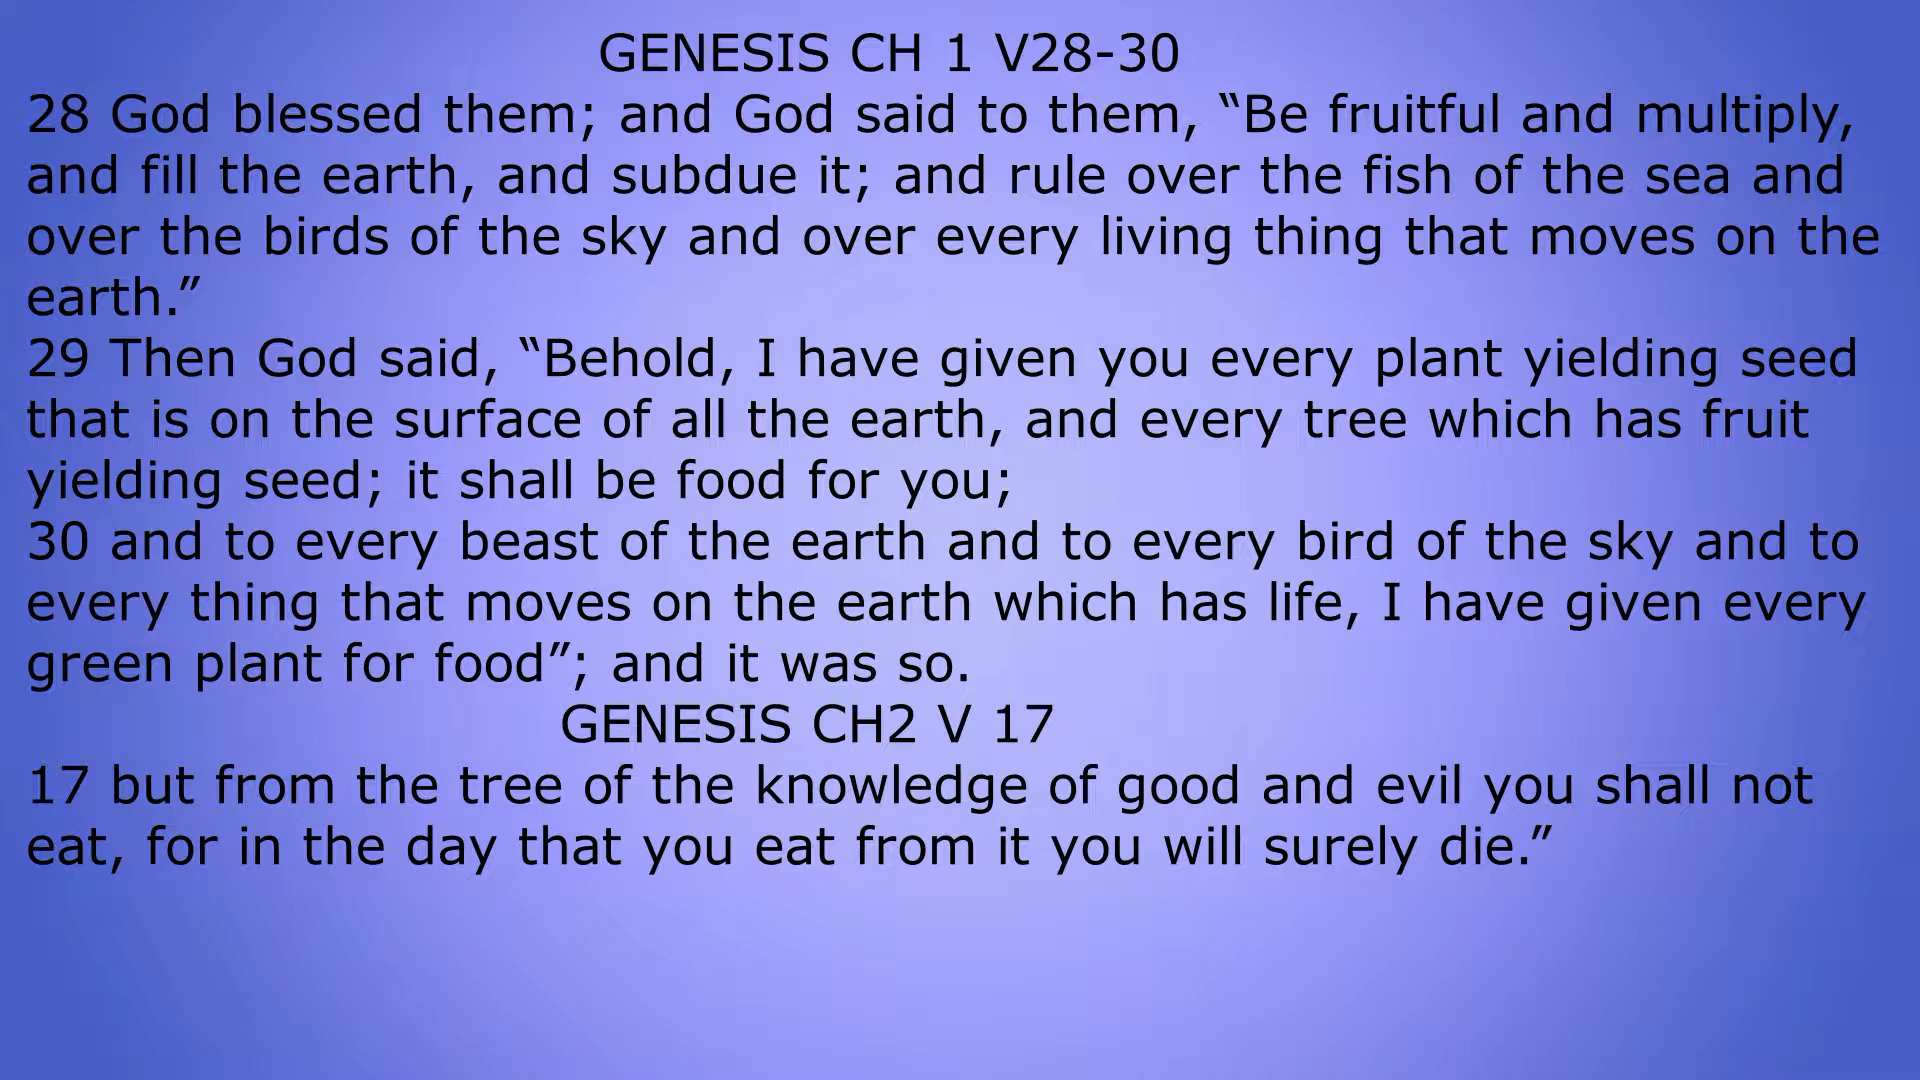 GENESIS CH 1 V28-30
28 God blessed them; and God said to them, “Be fruitful and multiply,
and fill the earth, and subdue it; and rule over the fish of the sea and
over the birds of the sky and over every living thing that moves on the
earth.”
29 Then God said, “Behold, I have given you every plant yielding seed
that is on the surface of all the earth, and every tree which has fruit
yielding seed; it shall be food for you;
30 and to every beast of the earth and to every bird of the sky and to
every thing that moves on the earth which has life, I have given every
green plant for food”; and it was so.
GENESIS CH2 V 17
17 but from the tree of the knowledge of good and evil you shall not
eat, for in the day that you eat from it you will surely die.”